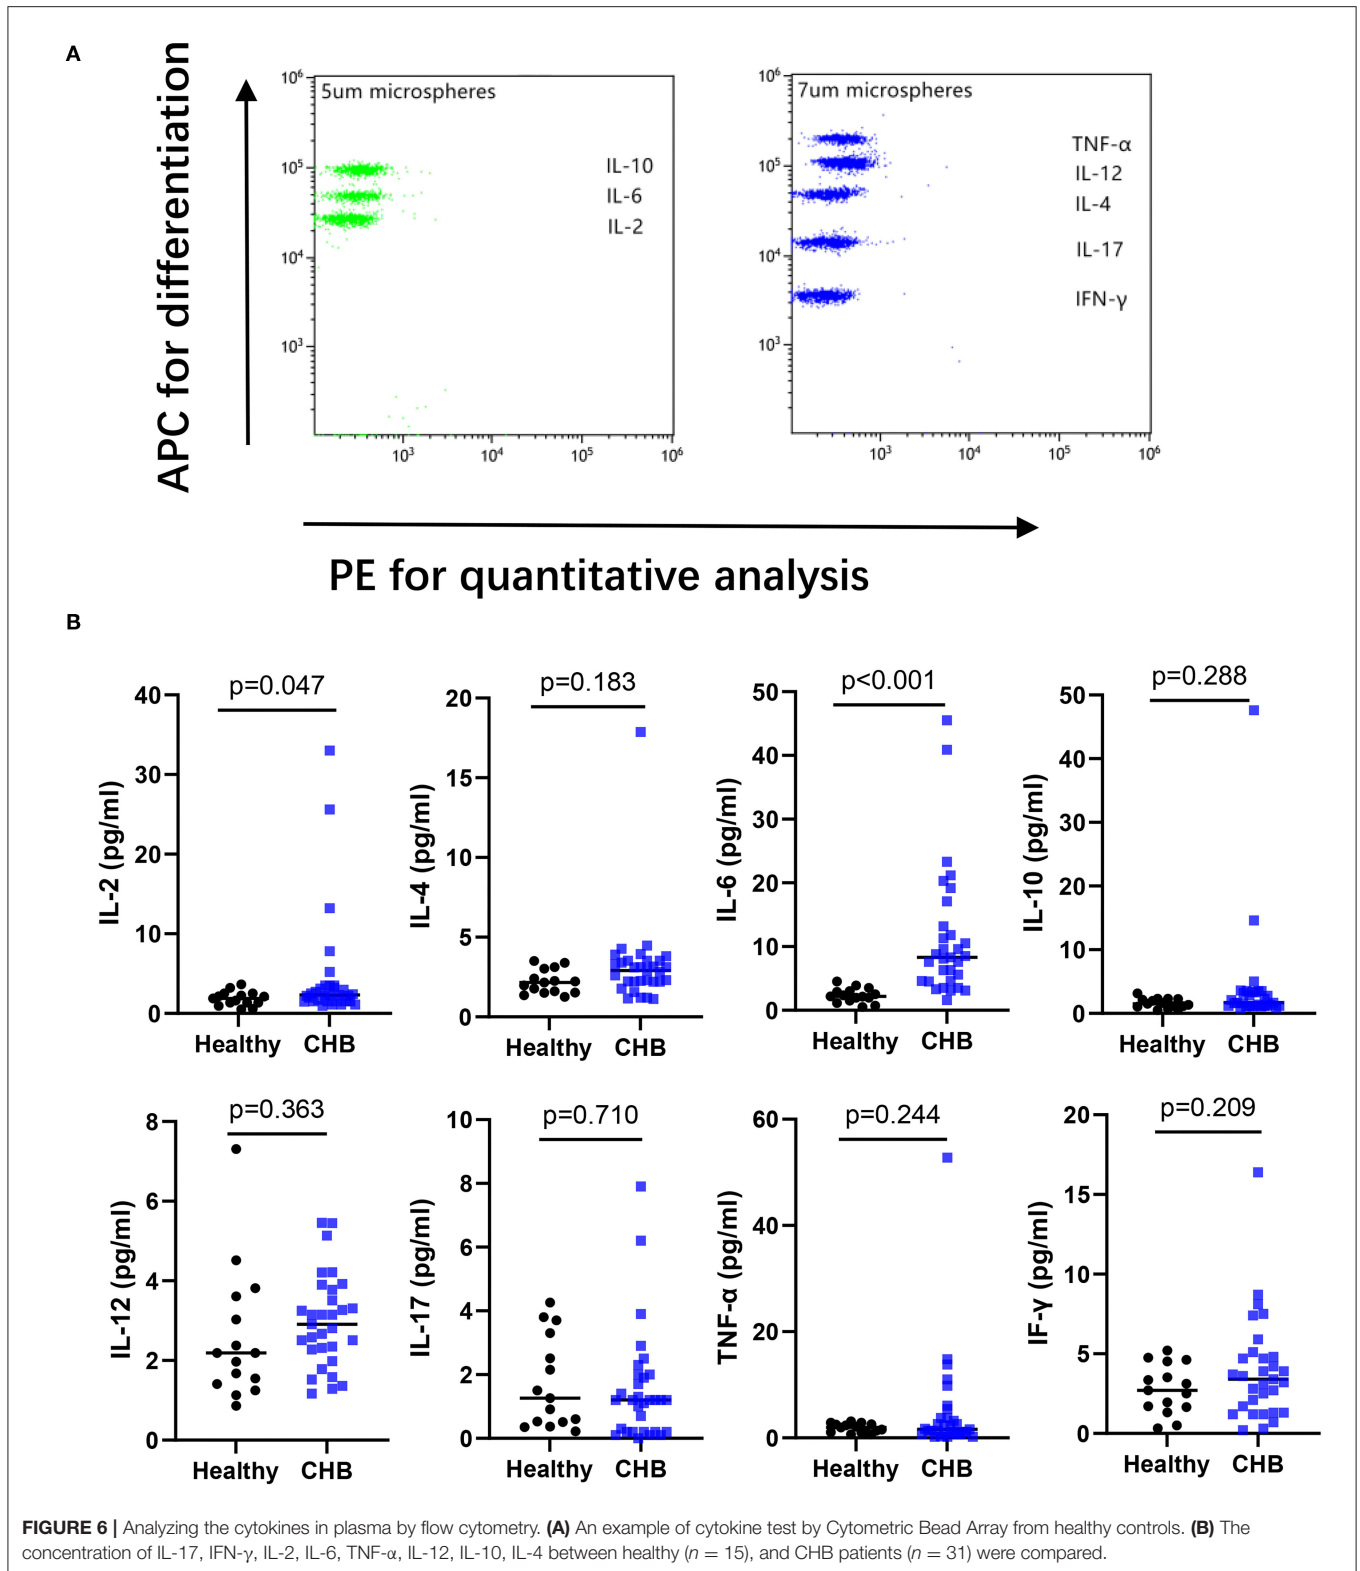 A
APC for differentiation
10⁶
10⁵
10⁴
10³
5um microspheres
IL-10
IL-6
IL-2
10³ 10⁴ 10⁵ 10⁶
10⁶
10⁵
10⁴
10³
7um microspheres
TNF-α
IL-12
IL-4
IL-17
IFN-γ
10³ 10⁴ 10⁵ 10⁶
PE for quantitative analysis
B
p=0.047
IL-2 (pg/ml)
40
30
20
10
0
Healthy CHB
p=0.183
IL-4 (pg/ml)
20
15
10
5
0
Healthy CHB
p<0.001
IL-6 (pg/ml)
50
40
30
20
10
0
Healthy CHB
p=0.288
IL-10 (pg/ml)
50
40
30
20
10
0
Healthy CHB
p=0.363
IL-12 (pg/ml)
8
6
4
2
0
Healthy CHB
p=0.710
IL-17 (pg/ml)
10
8
6
4
2
0
Healthy CHB
p=0.244
TNF-α (pg/ml)
60
40
20
0
Healthy CHB
p=0.209
IF-γ (pg/ml)
20
15
10
5
0
Healthy CHB
FIGURE 6 | Analyzing the cytokines in plasma by flow cytometry. (A) An example of cytokine test by Cytometric Bead Array from healthy controls. (B) The
concentration of IL-17, IFN-γ, IL-2, IL-6, TNF-α, IL-12, IL-10, IL-4 between healthy (n = 15), and CHB patients (n = 31) were compared.